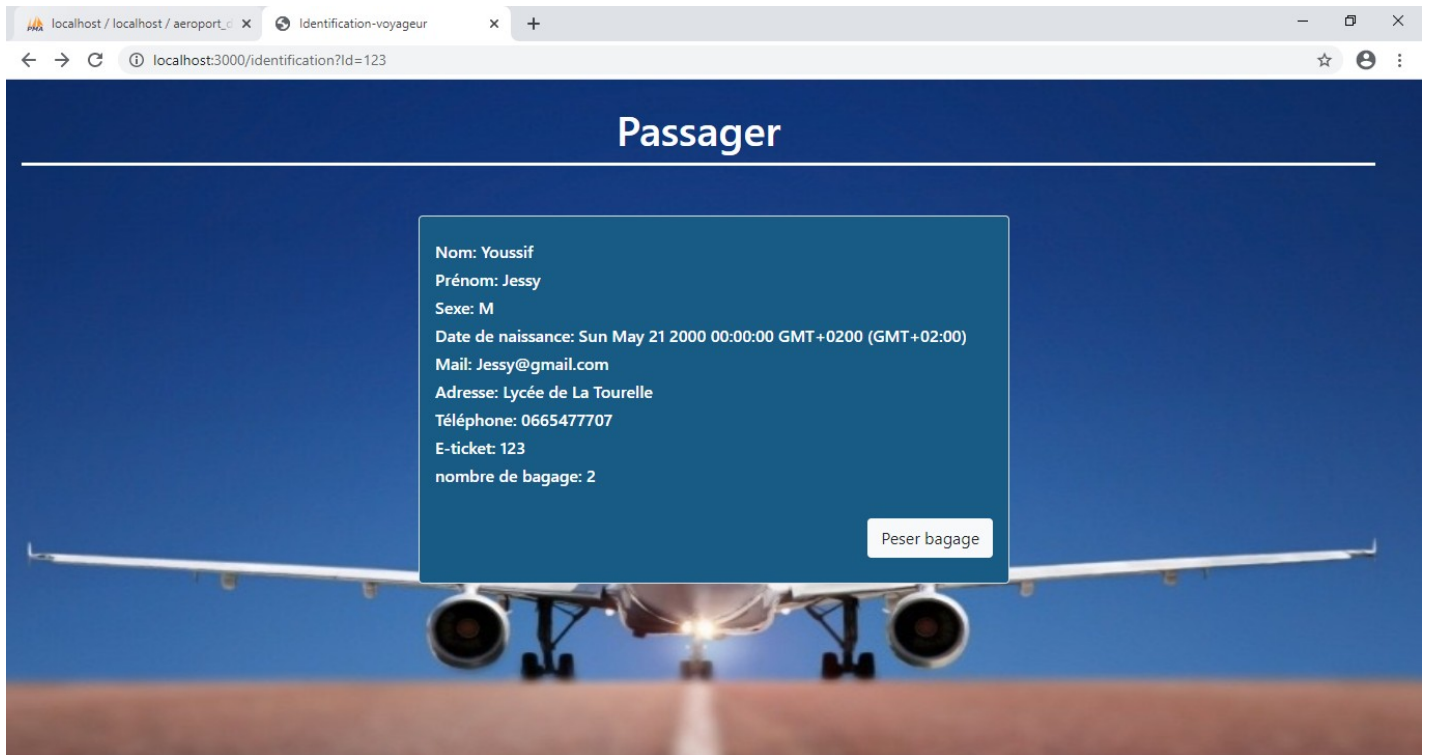 PMA localhost / localhost / aeroport_d
Identification-voyageur
localhost:3000/identification?Id=123
Passager
Nom: Youssif
Prénom: Jessy
Sexe: M
Date de naissance: Sun May 21 2000 00:00:00 GMT+0200 (GMT+02:00)
Mail: Jessy@gmail.com
Adresse: Lycée de La Tourelle
Téléphone: 0665477707
E-ticket: 123
nombre de bagage: 2
Peser bagage